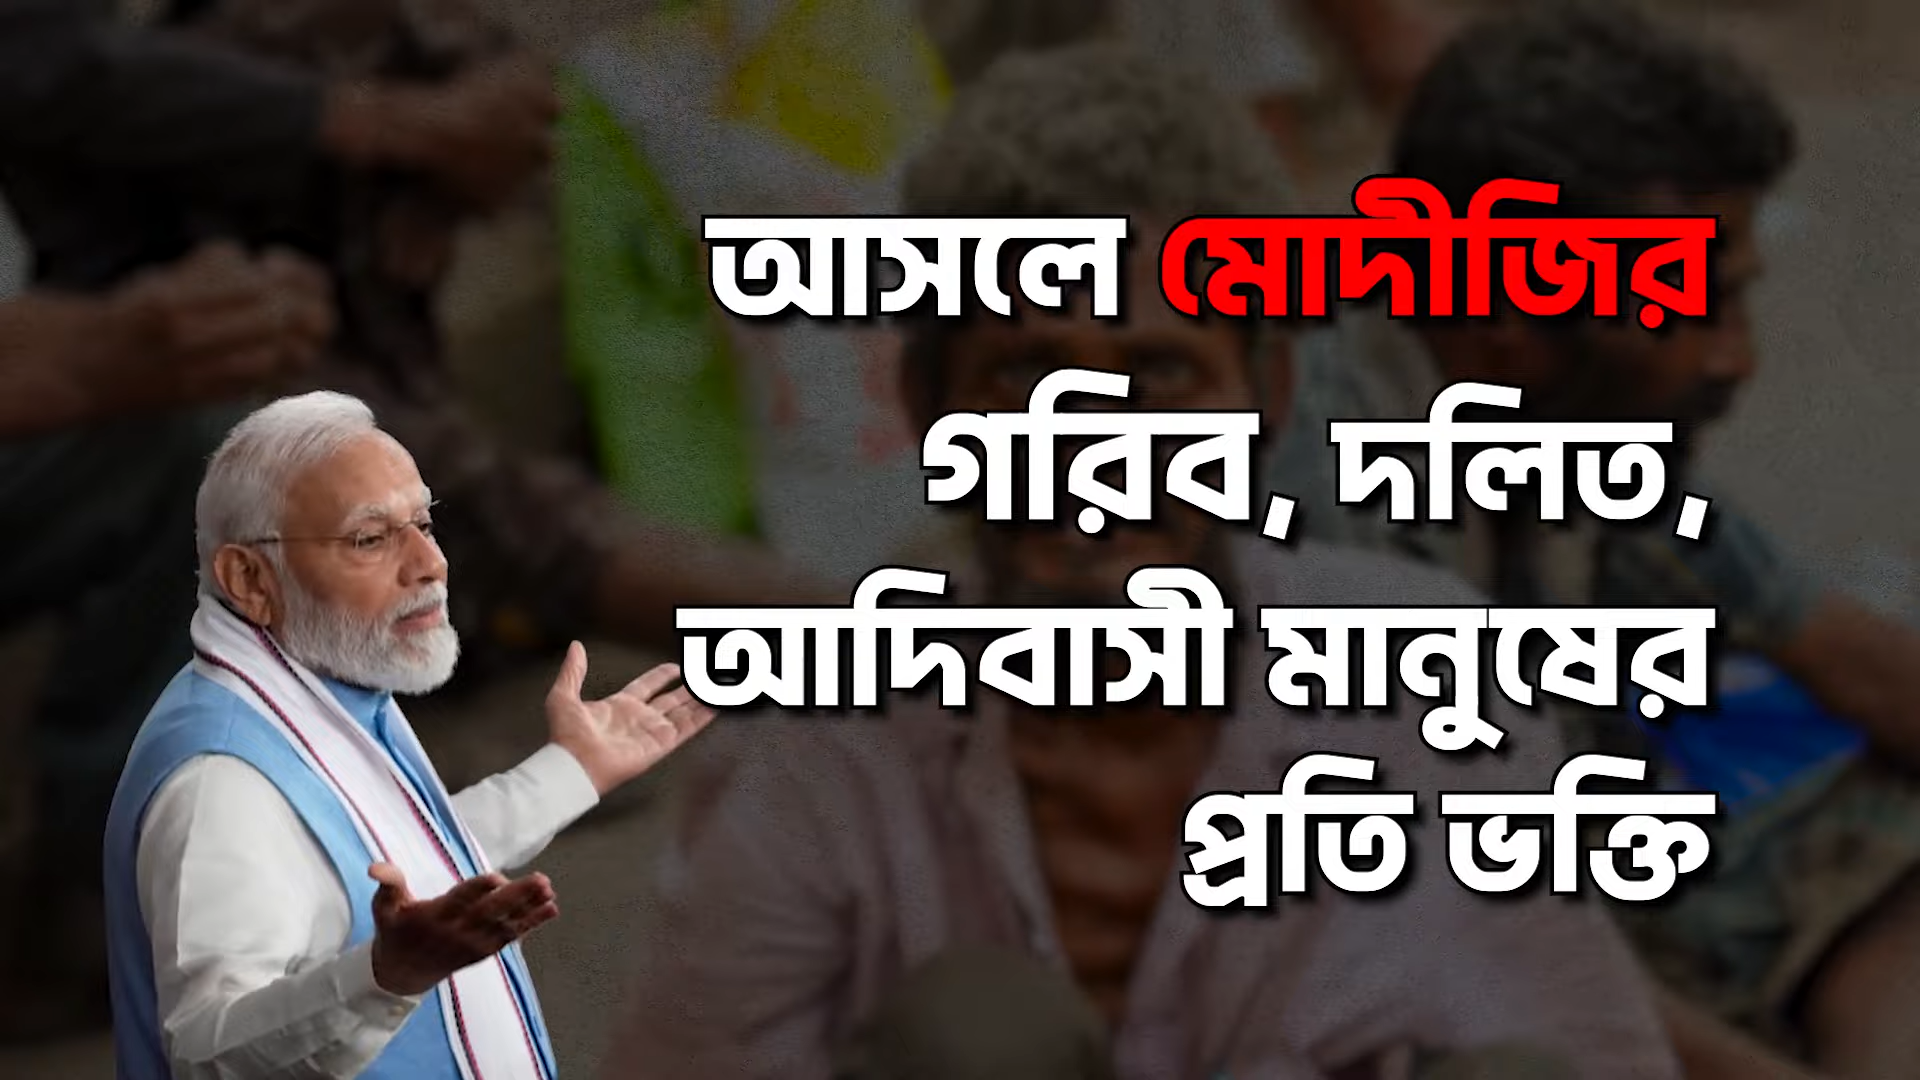 আসলে মোদীজির
গরিব, দলিত,
আদিবাসী মানুষের
প্রতি ভক্তি